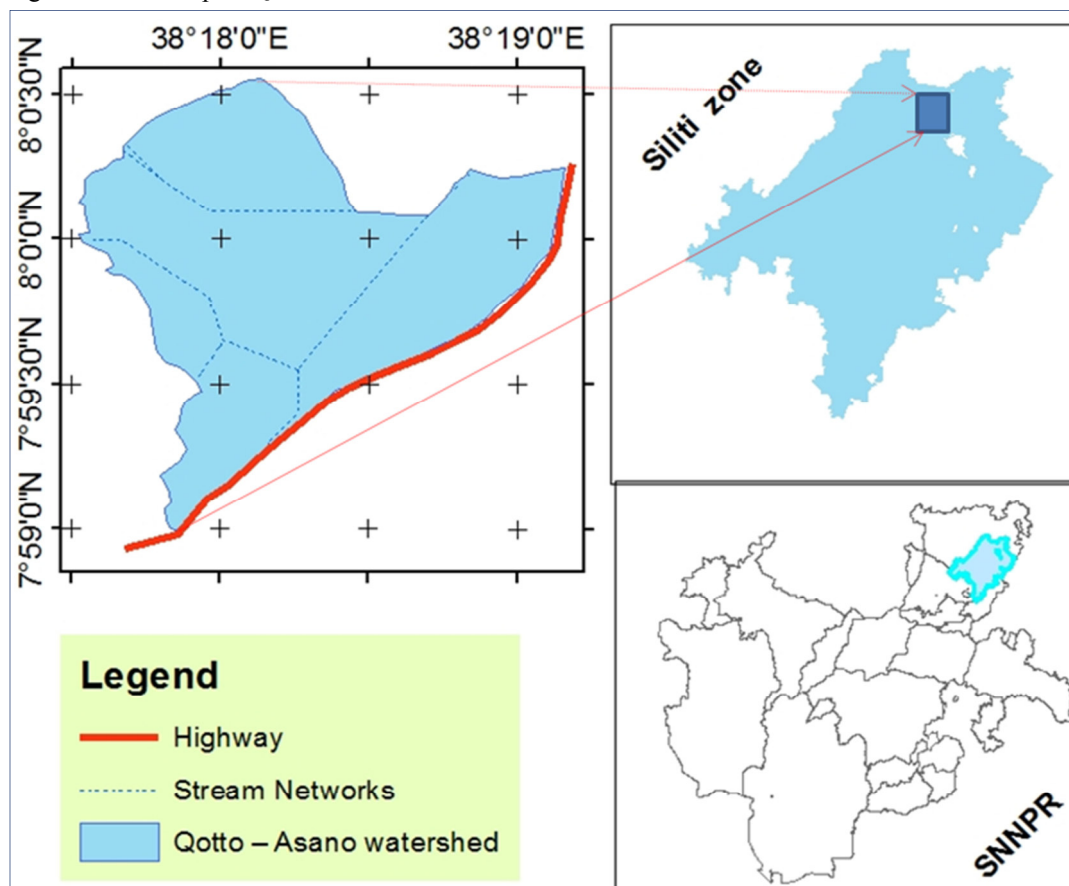 38°18'0"E
38°19'0"E
8°0'30"N
8°0'0"N
7°59'30"N
7°59'0"N
Siliti zone
Legend
Highway
Stream Networks
Qotto – Asano watershed
SNNPR